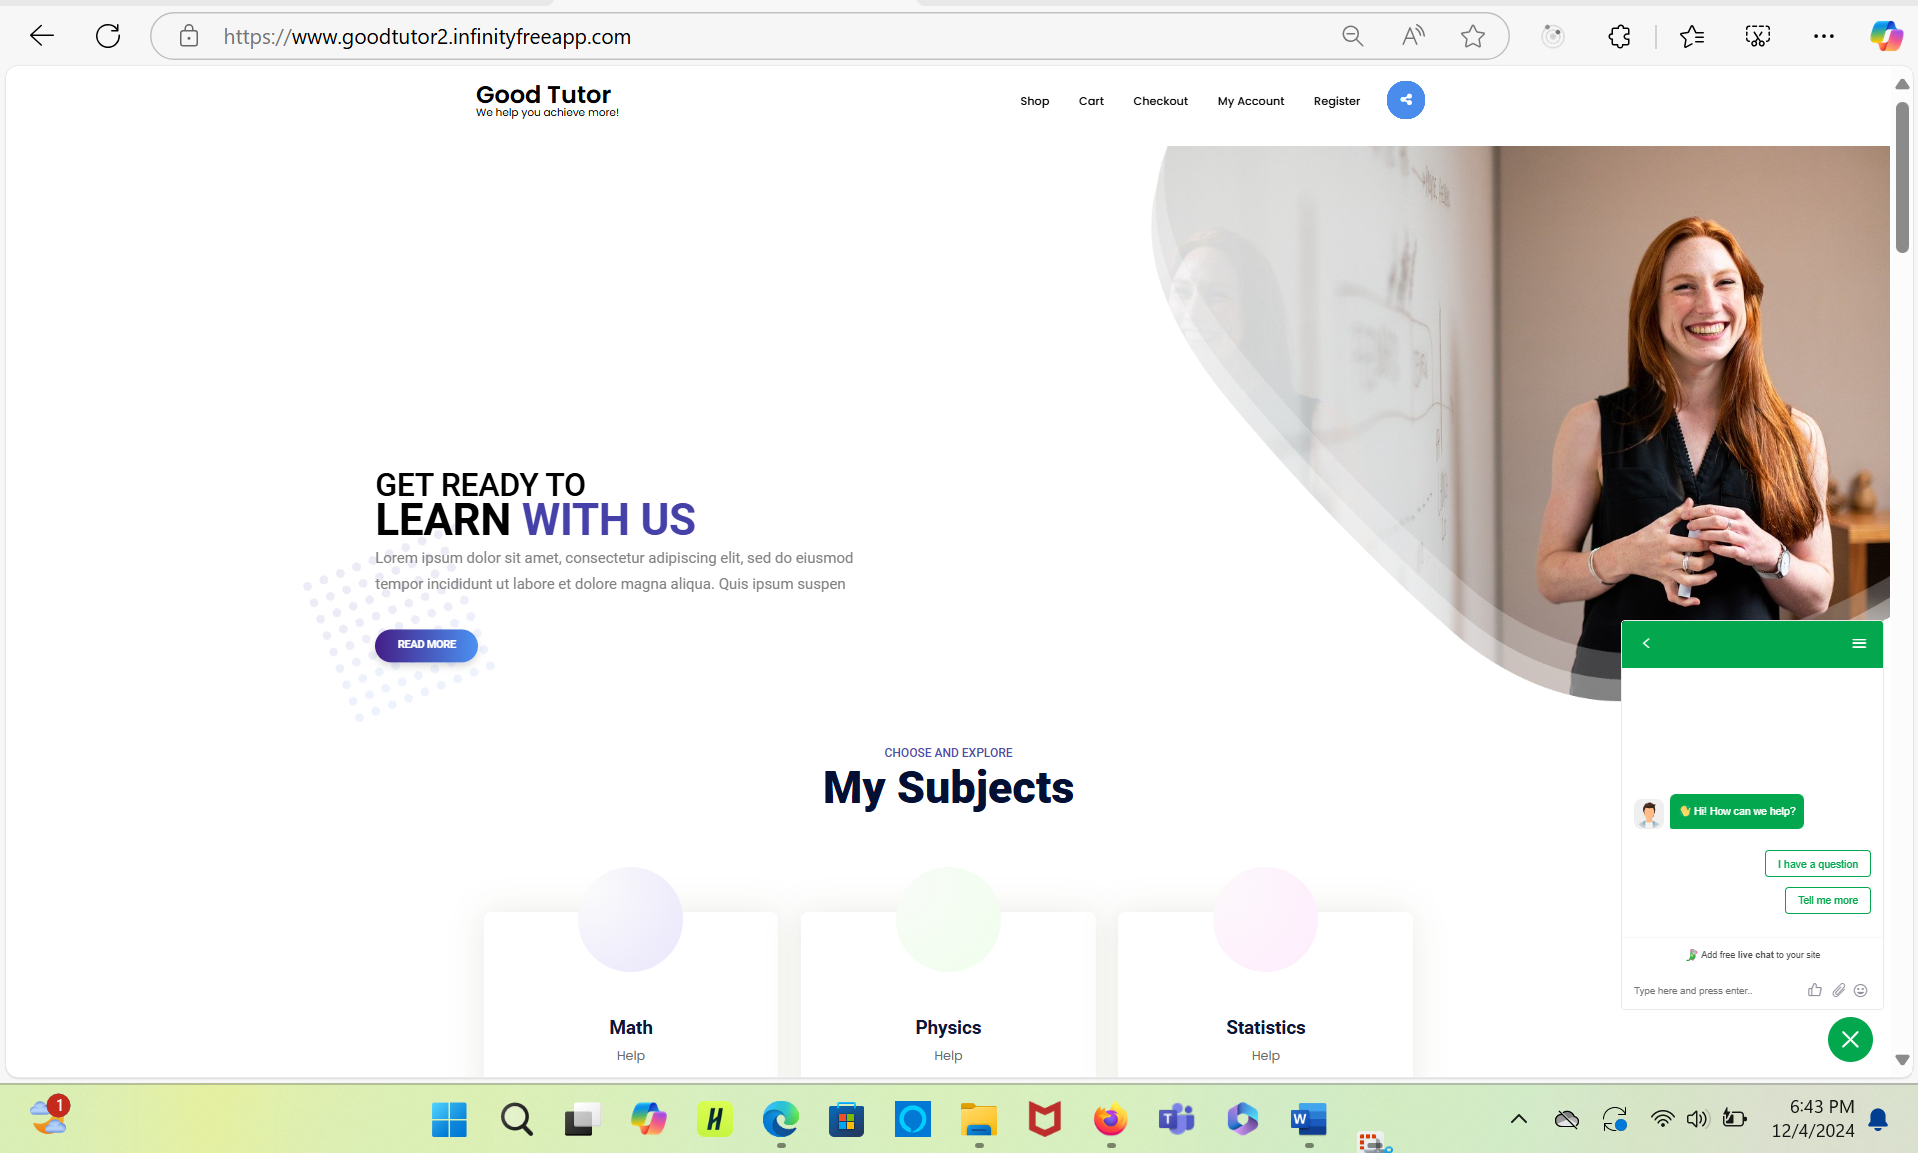 https://www.goodtutor2.infinityfreeapp.com
Good Tutor
We help you achieve more!
Shop
Cart
Checkout
My Account
Register
GET READY TO
LEARN WITH US
Lorem ipsum dolor sit amet, consectetur adipiscing elit, sed do eiusmod
tempor incididunt ut labore et dolore magna aliqua. Quis ipsum suspen
READ MORE
CHOOSE AND EXPLORE
My Subjects
Math
Help
Physics
Help
Statistics
Help
👋 Hi! How can we help?
I have a question
Tell me more
Add free live chat to your site
Type here and press enter..
1
6:43 PM
12/4/2024